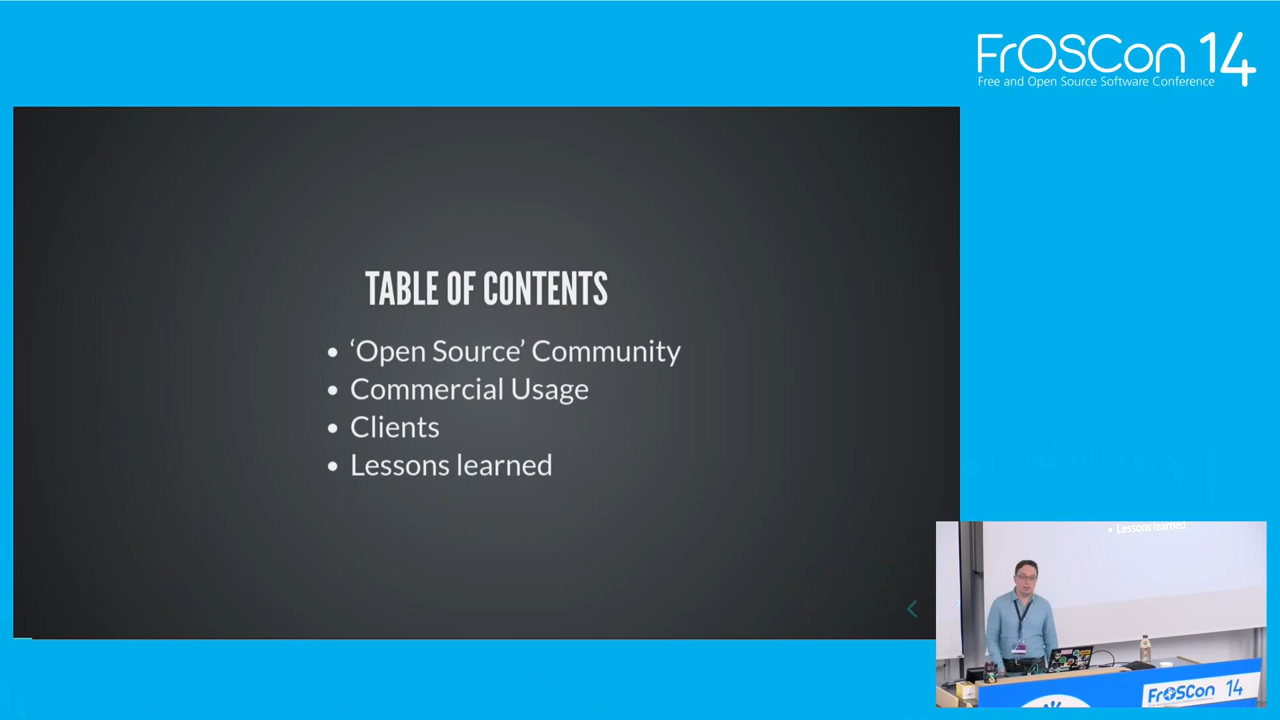 FrOSCon 14
Free and Open Source Software Conference
TABLE OF CONTENTS
• ‘Open Source’ Community
• Commercial Usage
• Clients
• Lessons learned
• Lessons learned
FrOSCon 14